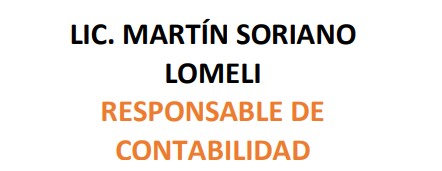 LIC. MARTÍN SORIANO
LOMELI
RESPONSABLE DE
CONTABILIDAD